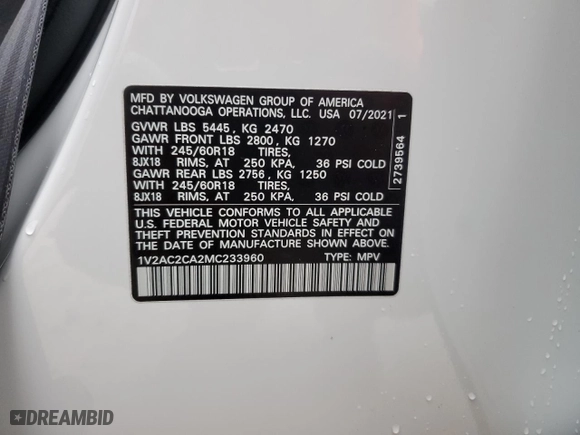 MFD BY VOLKSWAGEN GROUP OF AMERICA
CHATTANOOGA OPERATIONS, LLC. USA 07/2021
GVWR LBS 5445 , KG 2470
GAWR FRONT LBS 2800 , KG 1270
WITH 245/60R18 TIRES,
8JX18 RIMS, AT 250 KPA, 36 PSI COLD
GAWR REAR LBS 2756 , KG 1250
WITH 245/60R18 TIRES,
8JX18 RIMS, AT 250 KPA, 36 PSI COLD
THIS VEHICLE CONFORMS TO ALL APPLICABLE
U.S. FEDERAL MOTOR VEHICLE SAFETY, BUMPER AND
THEFT PREVENTION STANDARDS IN EFFECT ON THE
DATE OF MANUFACTURE SHOWN ABOVE.
1V2AC2CA2MC233960 TYPE: MPV
2739564 1
DREAMBID